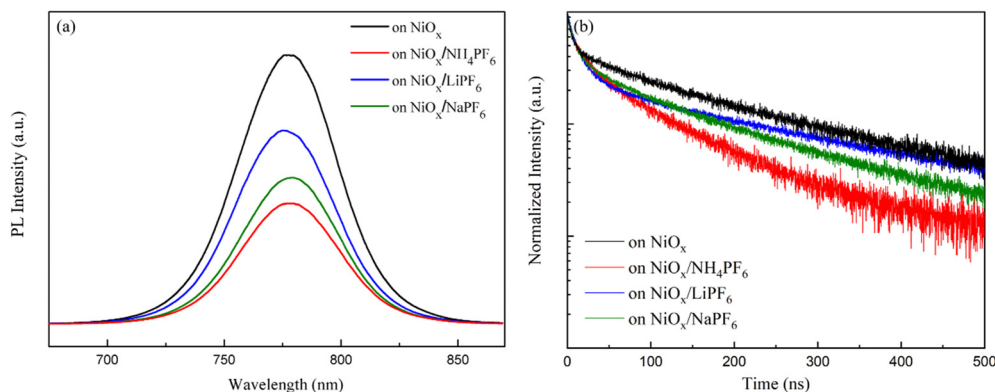 (a)
on NiOₓ
on NiOₓ/NH₄PF₆
on NiOₓ/LiPF₆
on NiOₓ/NaPF₆
PL Intensity (a.u.)
700 750 800 850
Wavelength (nm)
(b)
Normalized Intensity (a.u.)
on NiOₓ
on NiOₓ/NH₄PF₆
on NiOₓ/LiPF₆
on NiOₓ/NaPF₆
0 100 200 300 400 500
Time (ns)